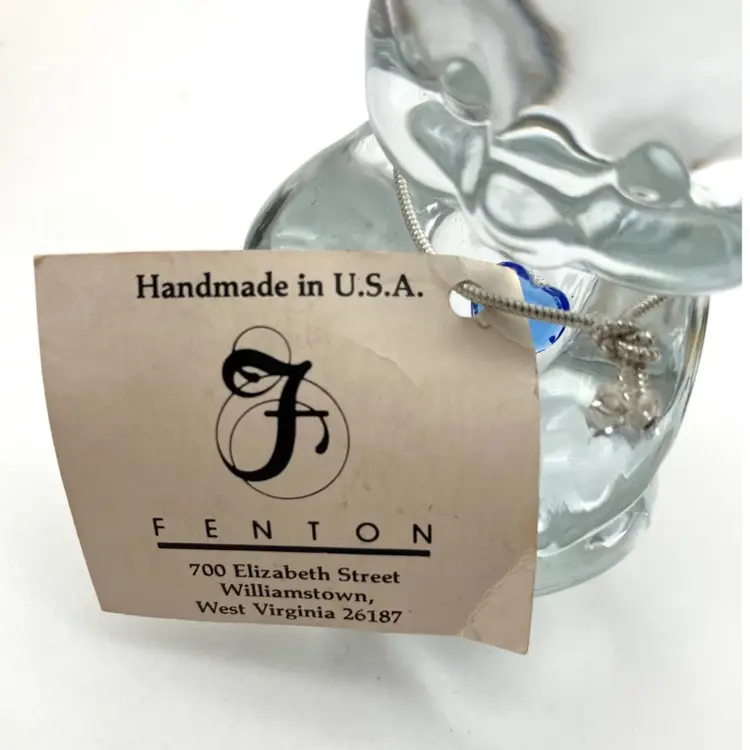 Handmade in U.S.A.
F
FENTON
700 Elizabeth Street
Williamstown,
West Virginia 26187